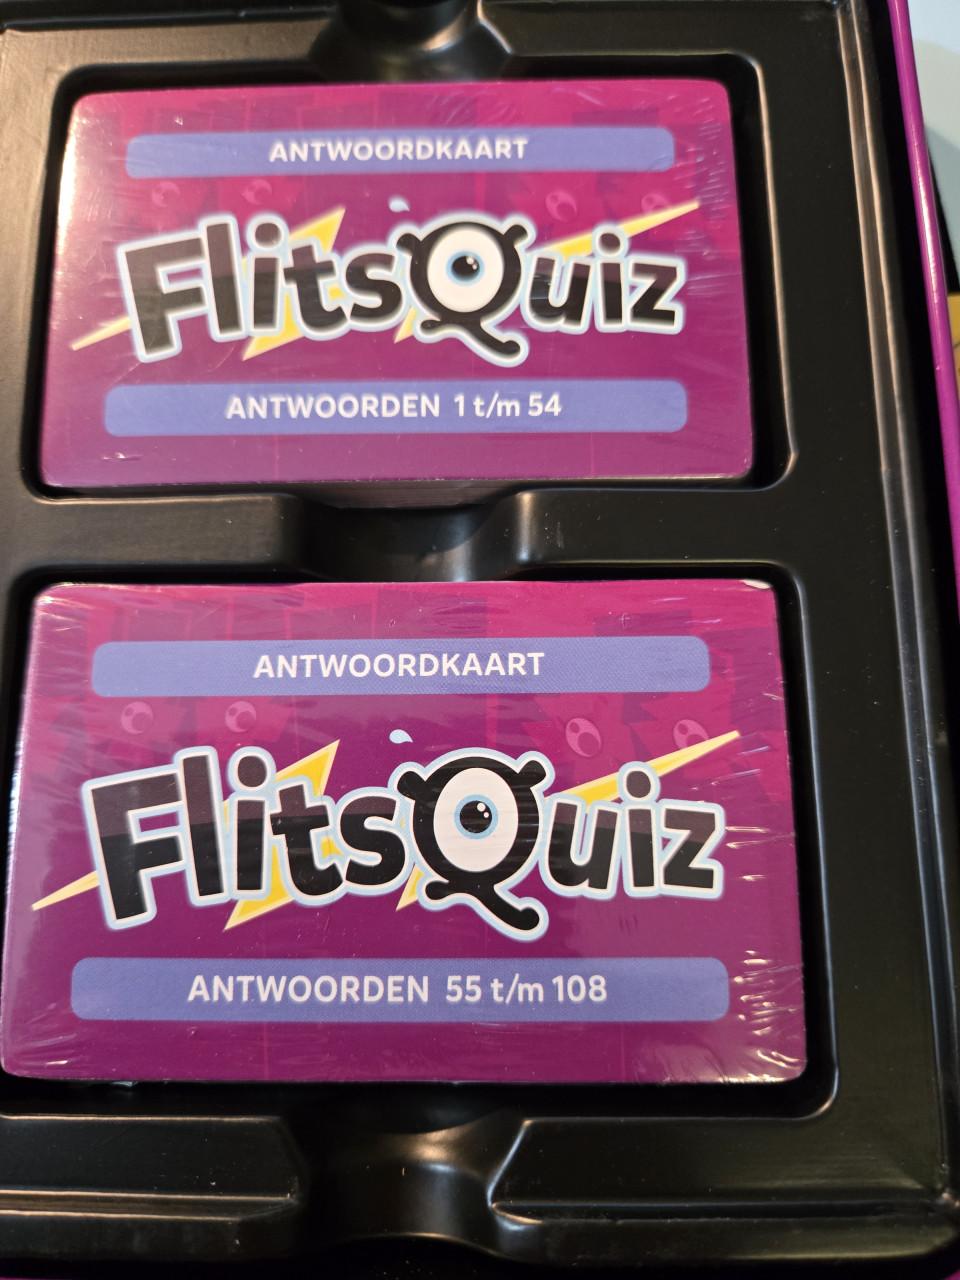 ANTWOORDKAART
FlitsQuiz
ANTWOORDEN 1 t/m 54
ANTWOORDKAART
FlitsQuiz
ANTWOORDEN 55 t/m 108